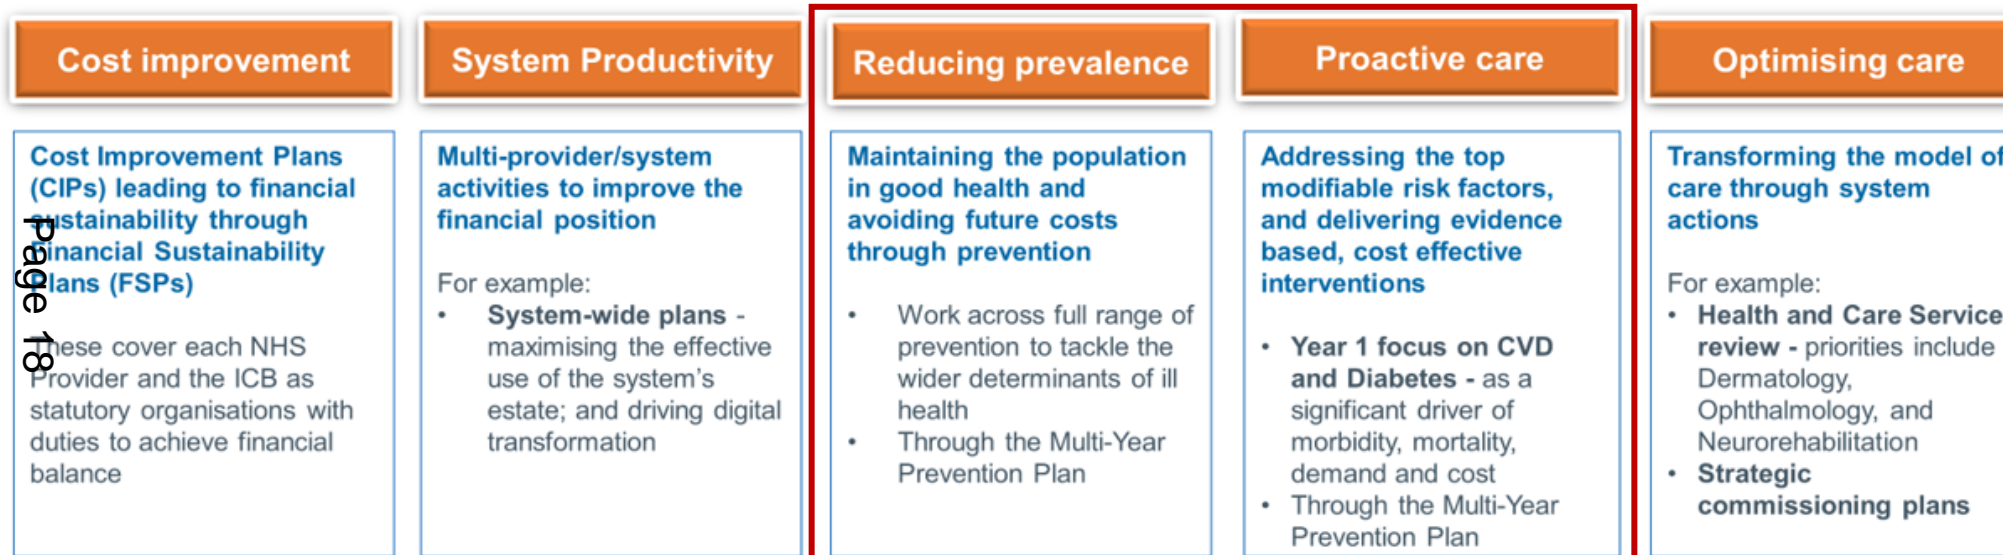 Cost improvement
Cost Improvement Plans
(CIPs) leading to financial
sustainability through
Financial Sustainability
Plans (FSPs)
These cover each NHS
Provider and the ICB as
statutory organisations with
duties to achieve financial
balance
Page 18
System Productivity
Multi-provider/system
activities to improve the
financial position
For example:
• System-wide plans -
maximising the effective
use of the system's
estate; and driving digital
transformation
Reducing prevalence
Maintaining the population
in good health and
avoiding future costs
through prevention
• Work across full range of
prevention to tackle the
wider determinants of ill
health
• Through the Multi-Year
Prevention Plan
Proactive care
Addressing the top
modifiable risk factors,
and delivering evidence
based, cost effective
interventions
• Year 1 focus on CVD
and Diabetes - as a
significant driver of
morbidity, mortality,
demand and cost
• Through the Multi-Year
Prevention Plan
Optimising care
Transforming the model of
care through system
actions
For example:
• Health and Care Service
review - priorities include
Dermatology,
Ophthalmology, and
Neurorehabilitation
• Strategic
commissioning plans